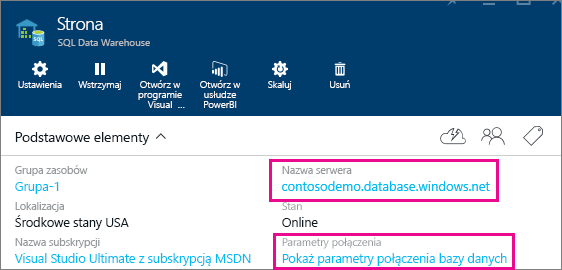 Strona
SQL Data Warehouse
SQL
Ustawienia
Wstrzymaj
Otwórz w
programie
Visual ...
Otwórz w
usłudze
PowerBI
Skaluj
Usuń
Podstawowe elementy
Grupa zasobów
Grupa-1
Nazwa serwera
contosodemo.database.windows.net
Lokalizacja
Środkowe stany USA
Stan
Online
Nazwa subskrypcji
Visual Studio Ultimate z subskrypcją MSDN
Parametry połączenia
Pokaż parametry połączenia bazy danych